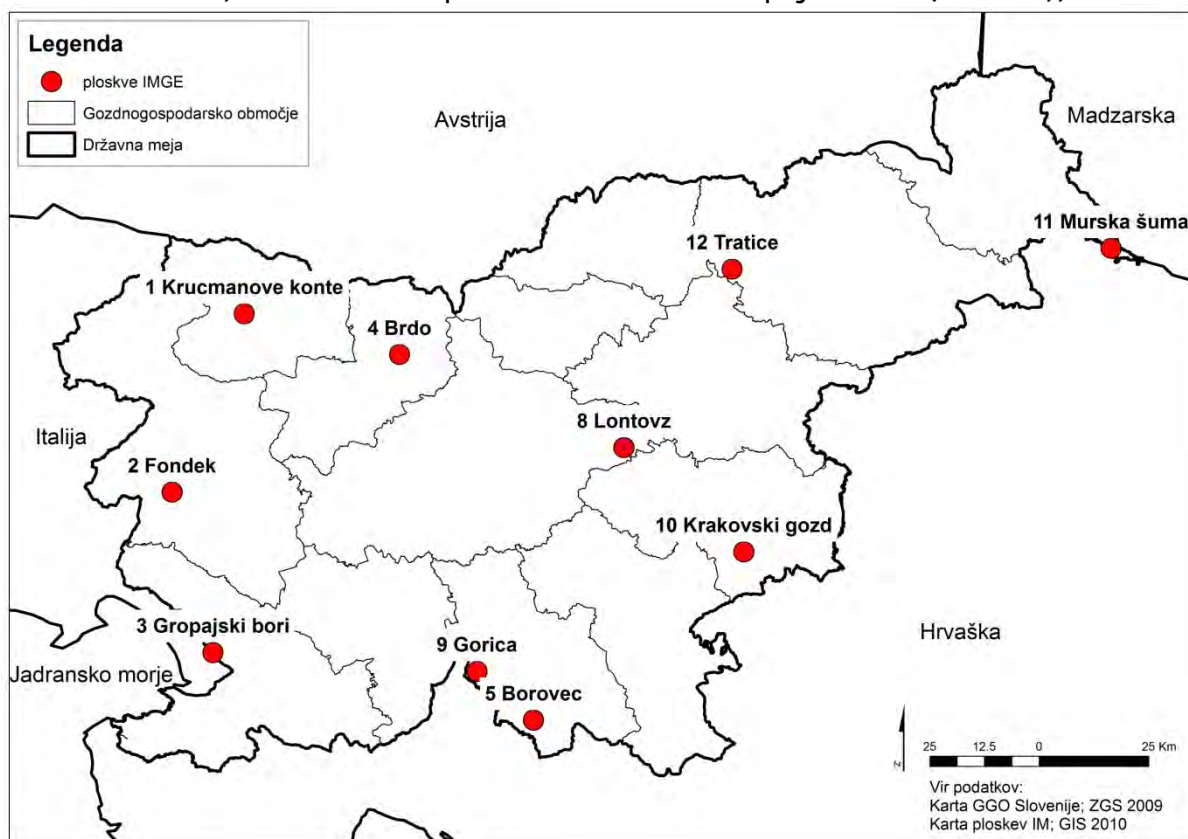 Legenda
ploskve IMGE
Gozdnogospodarsko območje
Državna meja
Avstrija
Madzarska
11 Murska šuma
12 Tratice
1 Krucmanove konte
4 Brdo
8 Lontovz
Italija
2 Fondek
10 Krakovski gozd
3 Gropajski bori
Hrvaška
9 Gorica
Jadransko morje
5 Borovec
25 12.5 0 25 Km
N
Vir podatkov:
Karta GGO Slovenije; ZGS 2009
Karta ploskev IM; GIS 2010